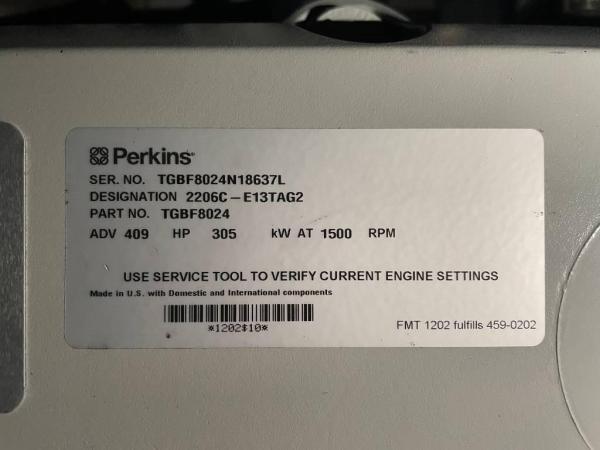 Perkins
SER. NO. TGBF8024N18637L
DESIGNATION 2206C-E13TAG2
PART NO. TGBF8024
ADV 409 HP 305 kW AT 1500 RPM
USE SERVICE TOOL TO VERIFY CURRENT ENGINE SETTINGS
Made in U.S. with Domestic and International components
*1202$10*
FMT 1202 fulfills 459-0202